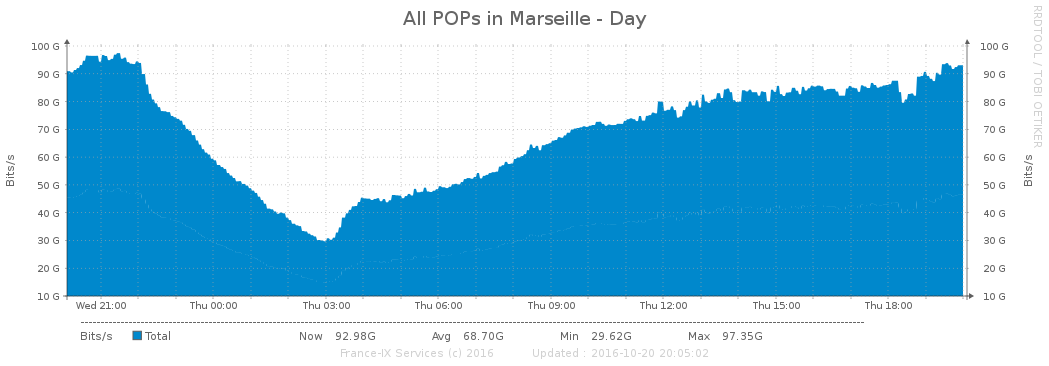 All POPs in Marseille - Day
RRDTOOL / TOBI OETIKER
Bits/s
100 G
90 G
80 G
70 G
60 G
50 G
40 G
30 G
20 G
10 G
100 G
90 G
80 G
70 G
60 G
50 G
40 G
30 G
20 G
10 G
Bits/s
Wed 21:00 Thu 00:00 Thu 03:00 Thu 06:00 Thu 09:00 Thu 12:00 Thu 15:00 Thu 18:00
Bits/s Total Now 92.98G Avg 68.70G Min 29.62G Max 97.35G
France-IX Services (c) 2016 Updated : 2016-10-20 20:05:02